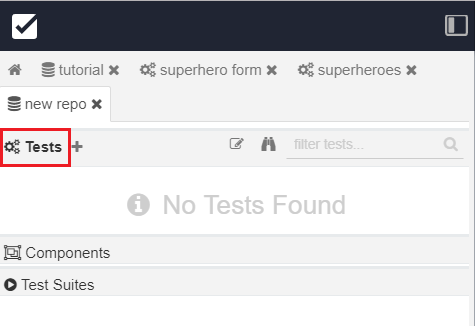 tutorial superhero form superheroes
new repo
Tests filter tests...
No Tests Found
Components
Test Suites